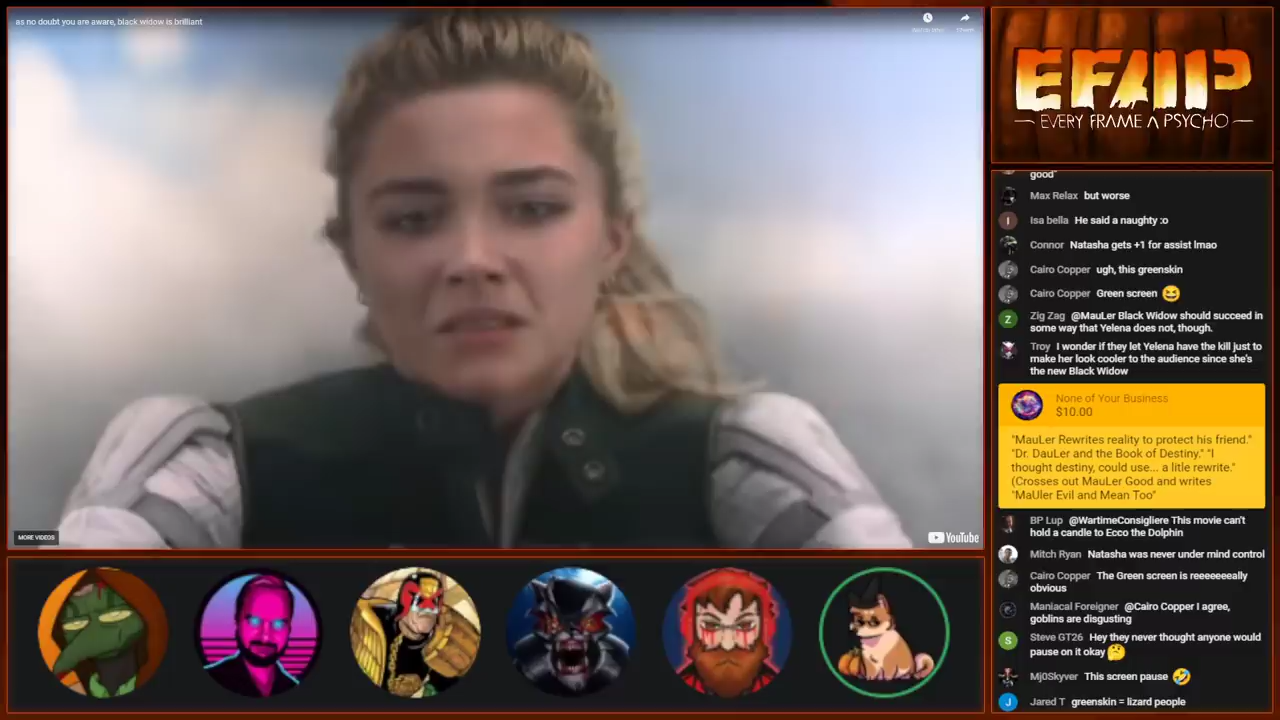 as no doubt you are aware, black widow is brilliant
Share
MORE VIDEOS
YouTube
EFAP
EVERY FRAME A PSYCHO
good"
Max Relax but worse
Isa bella He said a naughty :o
Connor Natasha gets +1 for assist lmao
Cairo Copper ugh, this greenskin
Cairo Copper Green screen 😆
Z
Zig Zag @MauLer Black Widow should succeed in
some way that Yelena does not, though.
Troy I wonder if they let Yelena have the kill just to
make her look cooler to the audience since she's
the new Black Widow
None of Your Business
$10.00
"MauLer Rewrites reality to protect his friend."
"Dr. DauLer and the Book of Destiny." "I
thought destiny, could use... a litle rewrite."
(Crosses out MauLer Good and writes
"MaUler Evil and Mean Too"
BP Lup @WartimeConsigliere This movie can't
hold a candle to Ecco the Dolphin
Mitch Ryan Natasha was never under mind control
Cairo Copper The Green screen is reeeeeeally
obvious
Maniacal Foreigner @Cairo Copper I agree,
goblins are disgusting
S
Steve GT26 Hey they never thought anyone would
pause on it okay 🤔
Mj0Skyver This screen pause 🤣
J
Jared T greenskin = lizard people